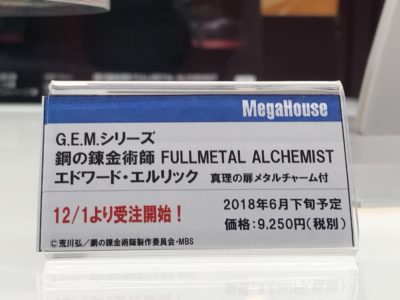 MegaHouse
G.E.M.シリーズ
鋼の錬金術師 FULLMETAL ALCHEMIST
エドワード・エルリック 真理の扉メタルチャーム付
12/1より受注開始！
2018年6月下旬予定
価格：9,250円(税別)
© 荒川弘／鋼の錬金術師製作委員会・MBS